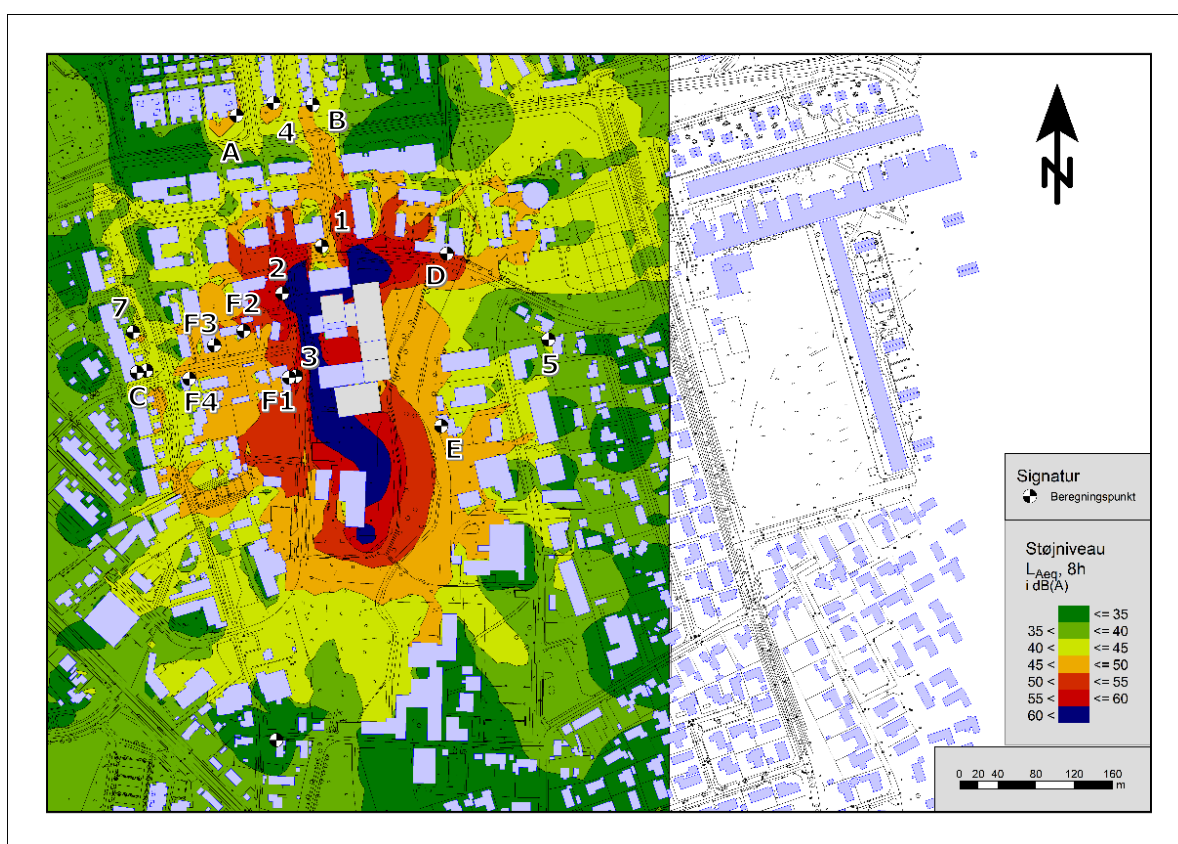 4
B
A
1
D
2
F2
7
F3
5
3
C
F4
F1
E
N
Signatur
Beregningspunkt
Støjniveau
LAeq, 8h
i dB(A)
<= 35
35 < <= 40
40 < <= 45
45 < <= 50
50 < <= 55
55 < <= 60
60 <
0 20 40 80 120 160
m